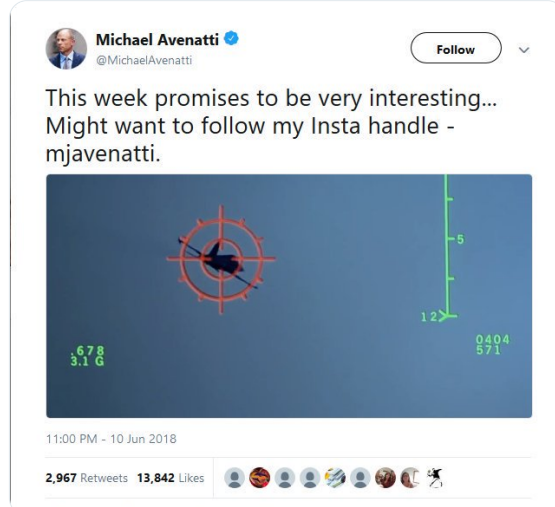 Michael Avenatti
@MichaelAvenatti
Follow
This week promises to be very interesting...
Might want to follow my Insta handle -
mjavenatti.
5
12
.678
3.1 G
0404
571
11:00 PM - 10 Jun 2018
2,967 Retweets 13,842 Likes